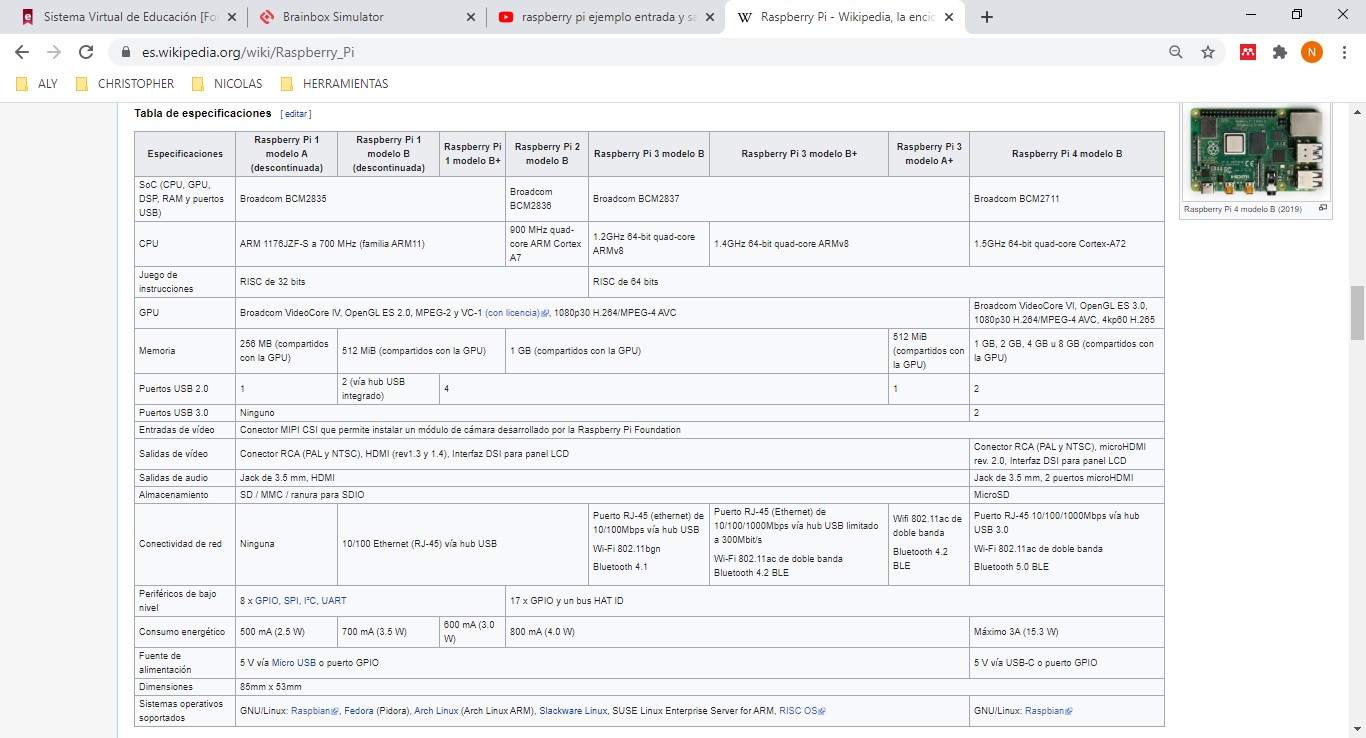 Sistema Virtual de Educación [Fo
Brainbox Simulator
raspberry pi ejemplo entrada y sa
W Raspberry Pi - Wikipedia, la enci
es.wikipedia.org/wiki/Raspberry_Pi
N
ALY CHRISTOPHER NICOLAS HERRAMIENTAS
Tabla de especificaciones [ editar ]
Especificaciones
Raspberry Pi 1
modelo A
(descontinuada)
Raspberry Pi 1
modelo B
(descontinuada)
Raspberry Pi
1 modelo B+
Raspberry Pi 2
modelo B
Raspberry Pi 3 modelo B
Raspberry Pi 3 modelo B+
Raspberry Pi 3
modelo A+
Raspberry Pi 4 modelo B
SoC (CPU, GPU,
DSP, RAM y puertos
USB)
Broadcom BCM2835
Broadcom
BCM2836
Broadcom BCM2837
Broadcom BCM2711
CPU
ARM 1176JZF-S a 700 MHz (familia ARM11)
900 MHz quad-
core ARM Cortex
A7
1.2GHz 64-bit quad-core
ARMv8
1.4GHz 64-bit quad-core ARMv8
1.5GHz 64-bit quad-core Cortex-A72
Juego de
instrucciones
RISC de 32 bits
RISC de 64 bits
GPU
Broadcom VideoCore IV, OpenGL ES 2.0, MPEG-2 y VC-1 (con licencia), 1080p30 H.264/MPEG-4 AVC
Broadcom VideoCore VI, OpenGL ES 3.0,
1080p30 H.264/MPEG-4 AVC, 4kp60 H.265
Memoria
256 MB (compartidos
con la GPU)
512 MiB (compartidos con la GPU)
1 GB (compartidos con la GPU)
512 MiB
(compartidos con
la GPU)
1 GB, 2 GB, 4 GB u 8 GB (compartidos con
la GPU)
Puertos USB 2.0
1
2 (vía hub USB
integrado)
4
1
2
Puertos USB 3.0
Ninguno
2
Entradas de vídeo
Conector MIPI CSI que permite instalar un módulo de cámara desarrollado por la Raspberry Pi Foundation
Salidas de vídeo
Conector RCA (PAL y NTSC), HDMI (rev1.3 y 1.4), Interfaz DSI para panel LCD
Conector RCA (PAL y NTSC), microHDMI
rev. 2.0, Interfaz DSI para panel LCD
Salidas de audio
Jack de 3.5 mm, HDMI
Jack de 3.5 mm, 2 puertos microHDMI
Almacenamiento
SD / MMC / ranura para SDIO
MicroSD
Conectividad de red
Ninguna
10/100 Ethernet (RJ-45) vía hub USB
Puerto RJ-45 (ethernet) de
10/100Mbps vía hub USB
Wi-Fi 802.11bgn
Bluetooth 4.1
Puerto RJ-45 (Ethernet) de
10/100/1000Mbps vía hub USB limitado
a 300Mbit/s
Wi-Fi 802.11ac de doble banda
Bluetooth 4.2 BLE
Wifi 802.11ac de
doble banda
Bluetooth 4.2
BLE
Puerto RJ-45 10/100/1000Mbps vía hub
USB 3.0
Wi-Fi 802.11ac de doble banda
Bluetooth 5.0 BLE
Periféricos de bajo
nivel
8 x GPIO, SPI, I²C, UART
17 x GPIO y un bus HAT ID
Consumo energético
500 mA (2.5 W)
700 mA (3.5 W)
600 mA (3.0
W)
800 mA (4.0 W)
Máximo 3A (15.3 W)
Fuente de
alimentación
5 V vía Micro USB o puerto GPIO
5 V vía USB-C o puerto GPIO
Dimensiones
85mm x 53mm
Sistemas operativos
soportados
GNU/Linux: Raspbian, Fedora (Pidora), Arch Linux (Arch Linux ARM), Slackware Linux, SUSE Linux Enterprise Server for ARM, RISC OS
GNU/Linux: Raspbian
HDMI
Raspberry Pi 4 modelo B (2019)